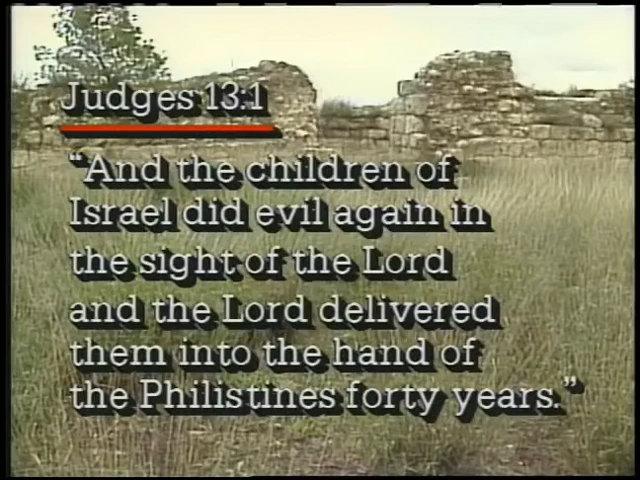 Judges 13:1
“And the children of
Israel did evil again in
the sight of the Lord
and the Lord delivered
them into the hand of
the Philistines forty years.”